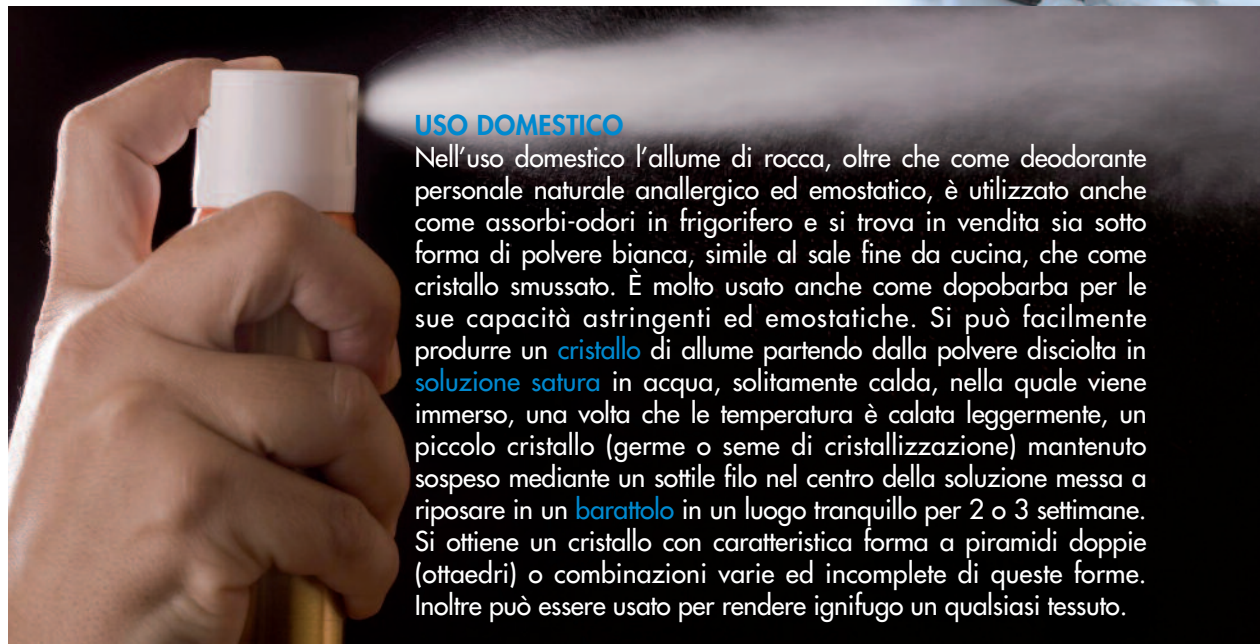 USO DOMESTICO
Nell'uso domestico l'allume di rocca, oltre che come deodorante
personale naturale anallergico ed emostatico, è utilizzato anche
come assorbi-odori in frigorifero e si trova in vendita sia sotto
forma di polvere bianca, simile al sale fine da cucina, che come
cristallo smussato. È molto usato anche come dopobarba per le
sue capacità astringenti ed emostatiche. Si può facilmente
produrre un cristallo di allume partendo dalla polvere disciolta in
soluzione satura in acqua, solitamente calda, nella quale viene
immerso, una volta che le temperatura è calata leggermente, un
piccolo cristallo (germe o seme di cristallizzazione) mantenuto
sospeso mediante un sottile filo nel centro della soluzione messa a
riposare in un barattolo in un luogo tranquillo per 2 o 3 settimane.
Si ottiene un cristallo con caratteristica forma a piramidi doppie
(ottaedri) o combinazioni varie ed incomplete di queste forme.
Inoltre può essere usato per rendere ignifugo un qualsiasi tessuto.